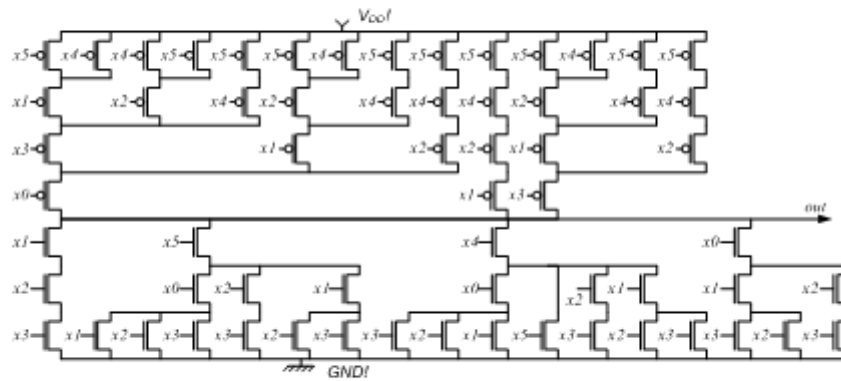 VDD!
x5 x4 x4 x5 x5 x5 x4 x5 x5 x5 x5 x4 x5 x5
x1 x2 x4 x2 x4 x4 x4 x2 x4 x4
x3 x1 x2 x2 x1 x2
x0 x1 x3
out
x1 x5 x4 x0
x2 x0 x2 x1 x0 x2 x1 x1 x2
x3 x1 x2 x3 x3 x2 x3 x3 x2 x1 x5 x3 x2 x3 x3 x2 x3
GND!